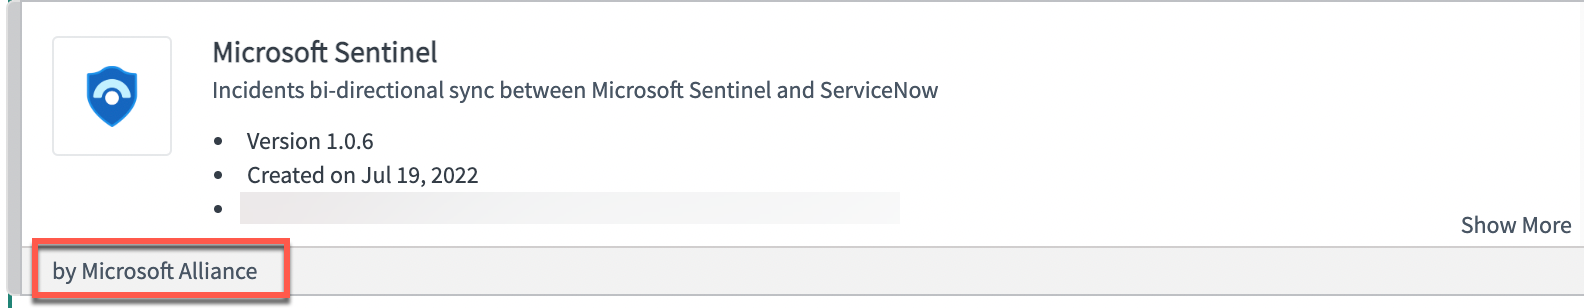 Microsoft Sentinel
Incidents bi-directional sync between Microsoft Sentinel and ServiceNow
• Version 1.0.6
• Created on Jul 19, 2022
•
Show More
by Microsoft Alliance